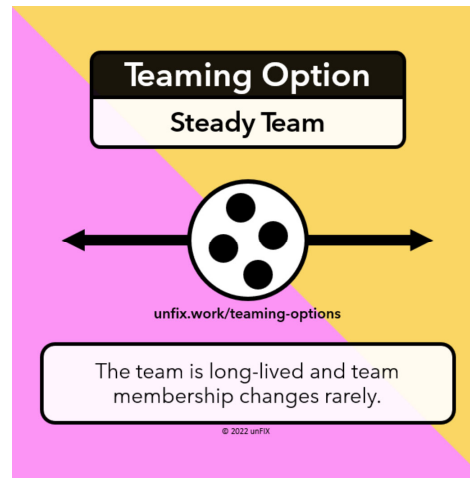 Teaming Option
Steady Team
unfix.work/teaming-options
The team is long-lived and team
membership changes rarely.
© 2022 unFIX